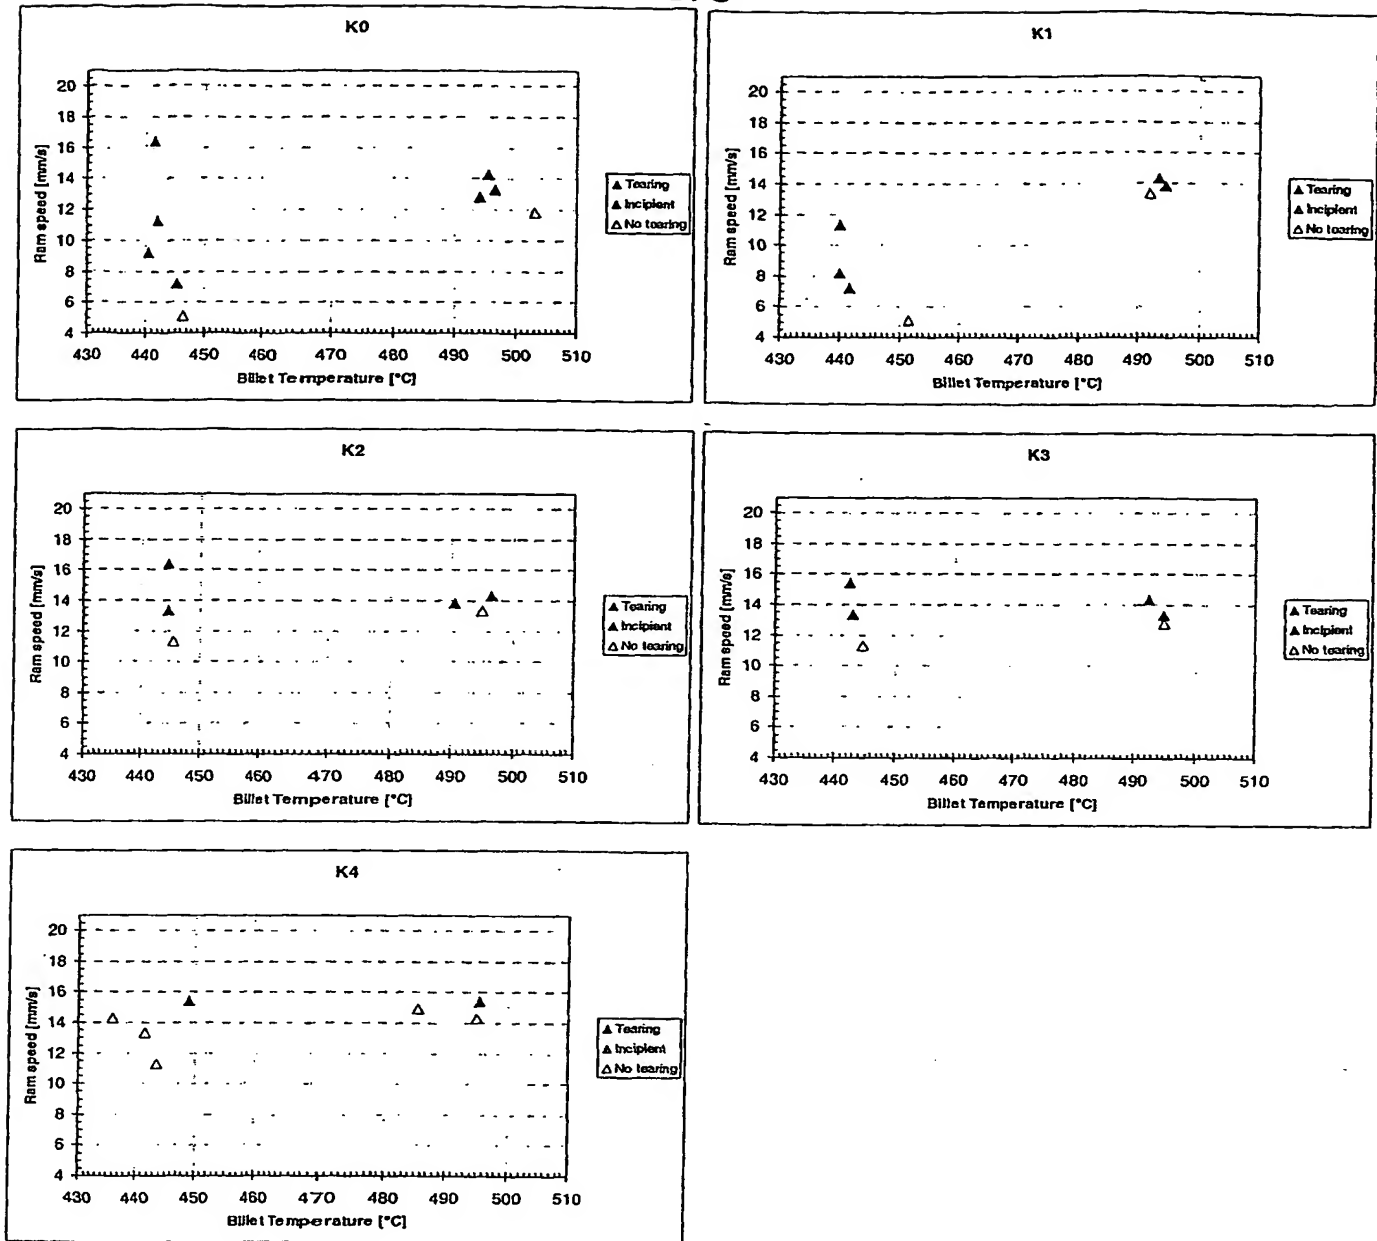 K0
20
18
16
14
12
10
8
6
4
Ram speed [mm/s]
430 440 450 460 470 480 490 500 510
Billet Temperature [°C]
▲ Tearing
▲ Incipient
△ No tearing
K1
20
18
16
14
12
10
8
6
4
Ram speed [mm/s]
430 440 450 460 470 480 490 500 510
Billet Temperature [°C]
▲ Tearing
▲ Incipient
△ No tearing
K2
20
18
16
14
12
10
8
6
4
Ram speed [mm/s]
430 440 450 460 470 480 490 500 510
Billet Temperature [°C]
▲ Tearing
▲ Incipient
△ No tearing
K3
20
18
16
14
12
10
8
6
4
Ram speed [mm/s]
430 440 450 460 470 480 490 500 510
Billet Temperature [°C]
▲ Tearing
▲ Incipient
△ No tearing
K4
20
18
16
14
12
10
8
6
4
Ram speed [mm/s]
430 440 450 460 470 480 490 500 510
Billet Temperature [°C]
▲ Tearing
▲ Incipient
△ No tearing